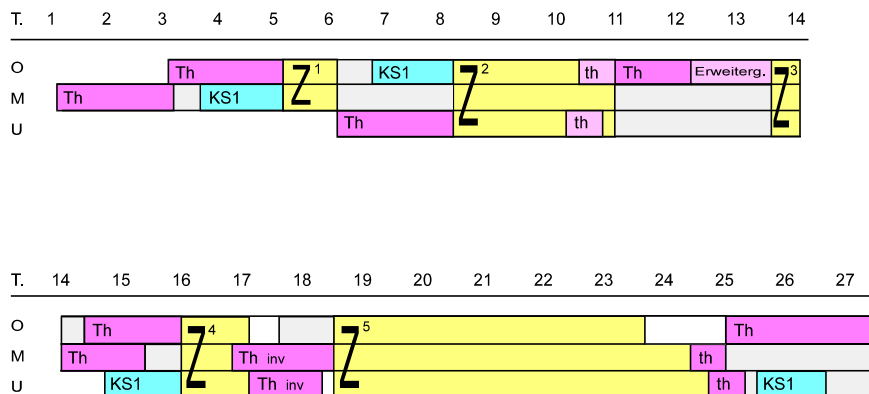 T. 1 2 3 4 5 6 7 8 9 10 11 12 13 14
O Th Z 1 KS1 Z 2 th Th Erweiterg. Z 3
M Th KS1
U Th th
T. 14 15 16 17 18 19 20 21 22 23 24 25 26 27
O Th Z 4 Z 5 Th
M Th Th inv th
U KS1 Th inv th KS1